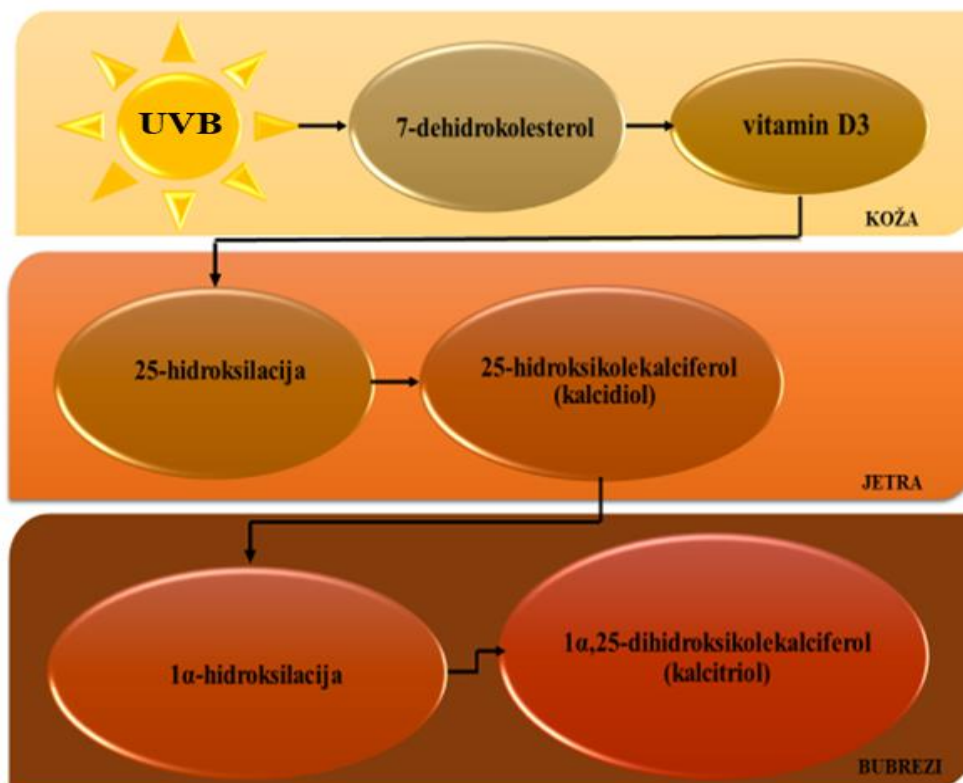 UVB
7-dehidrokolesterol
vitamin D3
KOŽA
25-hidroksilacija
25-hidroksikolekalciferol
(kalcidiol)
JETRA
1α-hidroksilacija
1α,25-dihidroksikolekalciferol
(kalcitriol)
BUBREZI